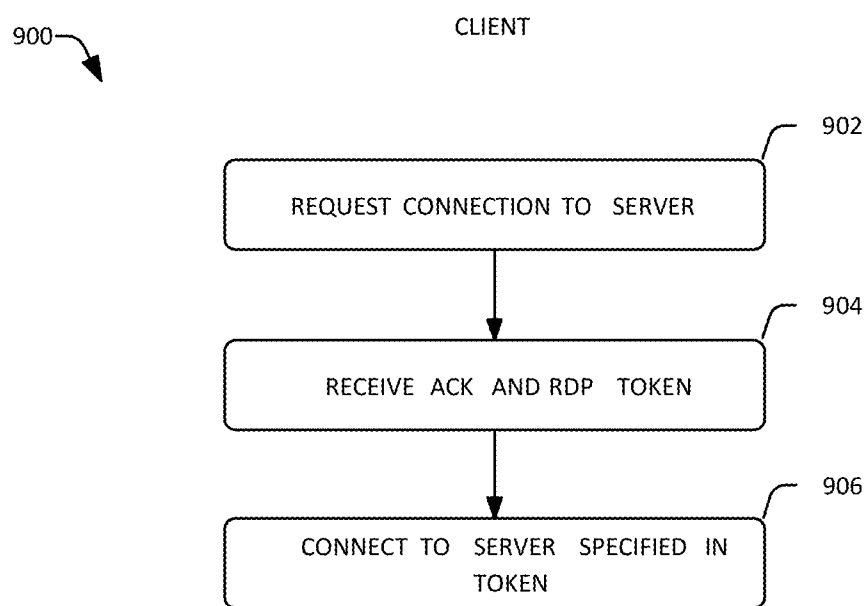 CLIENT
900
902
REQUEST CONNECTION TO SERVER
904
RECEIVE ACK AND RDP TOKEN
906
CONNECT TO SERVER SPECIFIED IN
TOKEN